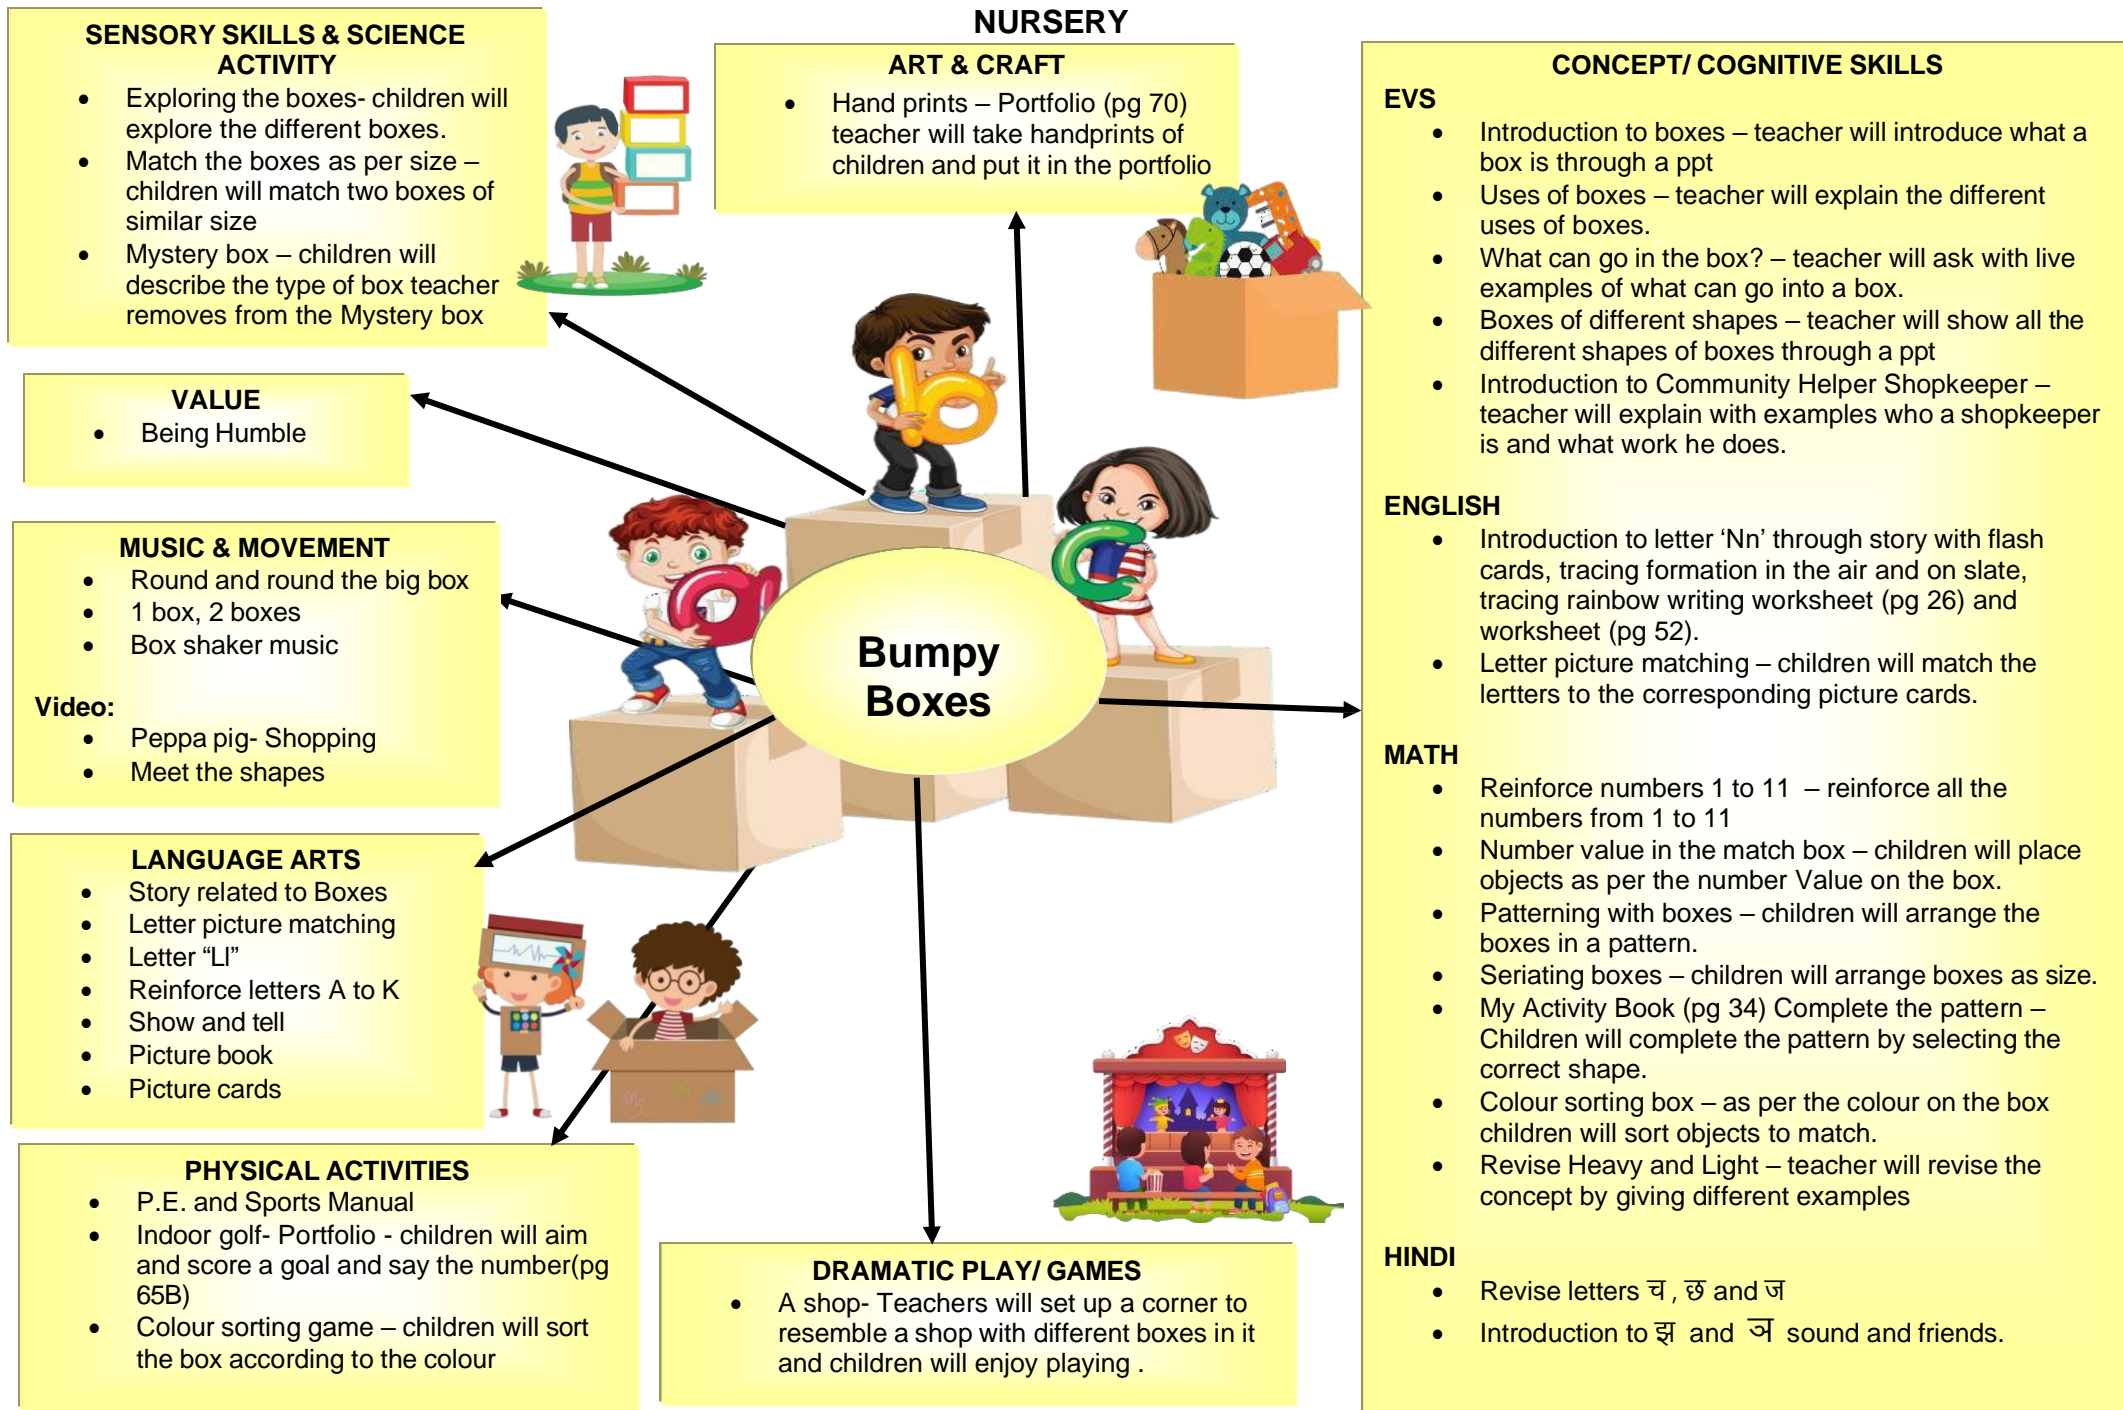 NURSERY
SENSORY SKILLS & SCIENCE
ACTIVITY
• Exploring the boxes- children will
explore the different boxes.
• Match the boxes as per size –
children will match two boxes of
similar size
• Mystery box – children will
describe the type of box teacher
removes from the Mystery box
VALUE
• Being Humble
MUSIC & MOVEMENT
• Round and round the big box
• 1 box, 2 boxes
• Box shaker music
Video:
• Peppa pig- Shopping
• Meet the shapes
LANGUAGE ARTS
• Story related to Boxes
• Letter picture matching
• Letter “Ll”
• Reinforce letters A to K
• Show and tell
• Picture book
• Picture cards
PHYSICAL ACTIVITIES
• P.E. and Sports Manual
• Indoor golf- Portfolio - children will aim
and score a goal and say the number(pg
65B)
• Colour sorting game – children will sort
the box according to the colour
ART & CRAFT
• Hand prints – Portfolio (pg 70)
teacher will take handprints of
children and put it in the portfolio
b
a
c
Bumpy
Boxes
DRAMATIC PLAY/ GAMES
• A shop- Teachers will set up a corner to
resemble a shop with different boxes in it
and children will enjoy playing .
CONCEPT/ COGNITIVE SKILLS
EVS
• Introduction to boxes – teacher will introduce what a
box is through a ppt
• Uses of boxes – teacher will explain the different
uses of boxes.
• What can go in the box? – teacher will ask with live
examples of what can go into a box.
• Boxes of different shapes – teacher will show all the
different shapes of boxes through a ppt
• Introduction to Community Helper Shopkeeper –
teacher will explain with examples who a shopkeeper
is and what work he does.
ENGLISH
• Introduction to letter ‘Nn’ through story with flash
cards, tracing formation in the air and on slate,
tracing rainbow writing worksheet (pg 26) and
worksheet (pg 52).
• Letter picture matching – children will match the
lertters to the corresponding picture cards.
MATH
• Reinforce numbers 1 to 11 – reinforce all the
numbers from 1 to 11
• Number value in the match box – children will place
objects as per the number Value on the box.
• Patterning with boxes – children will arrange the
boxes in a pattern.
• Seriating boxes – children will arrange boxes as size.
• My Activity Book (pg 34) Complete the pattern –
Children will complete the pattern by selecting the
correct shape.
• Colour sorting box – as per the colour on the box
children will sort objects to match.
• Revise Heavy and Light – teacher will revise the
concept by giving different examples
HINDI
• Revise letters च , छ and ज
• Introduction to झ and ञ sound and friends.